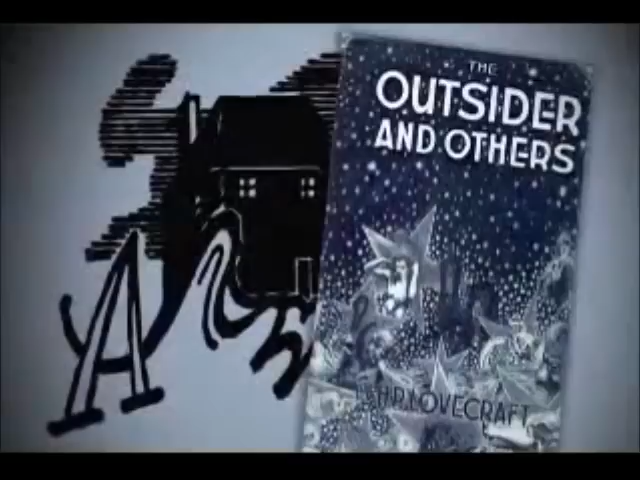 THE
OUTSIDER
AND OTHERS
H.P. LOVECRAFT
A